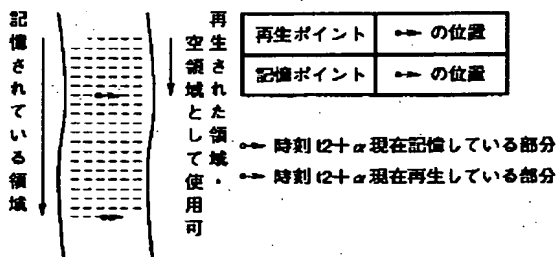 記憶されている領域
再生された領域・
空領域として使用可
再生ポイント の位置
記憶ポイント の位置
時刻t2+α現在記憶している部分
時刻t2+α現在再生している部分